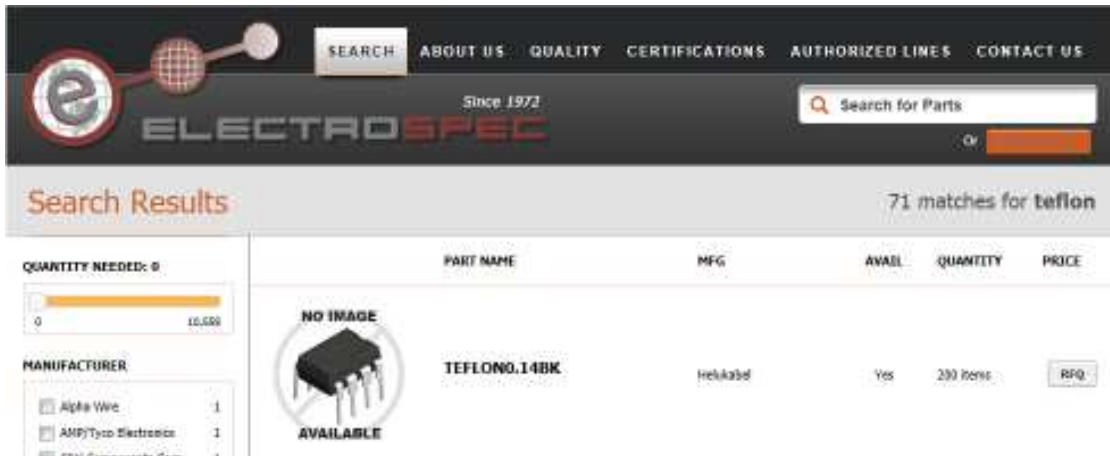 SEARCH ABOUT US QUALITY CERTIFICATIONS AUTHORIZED LINES CONTACT US
e
Since 1972
Search for Parts
ELECTROSPEC
Or
Search Results
71 matches for teflon
QUANTITY NEEDED: 0
PART NAME MFG AVAIL QUANTITY PRICE
0
NO IMAGE
MANUFACTURER
TEFLON0.14BK Helukabel Yes 200 items RFQ
Alpha Wire 1
AMP/Tyco Electronics 1
AVAILABLE